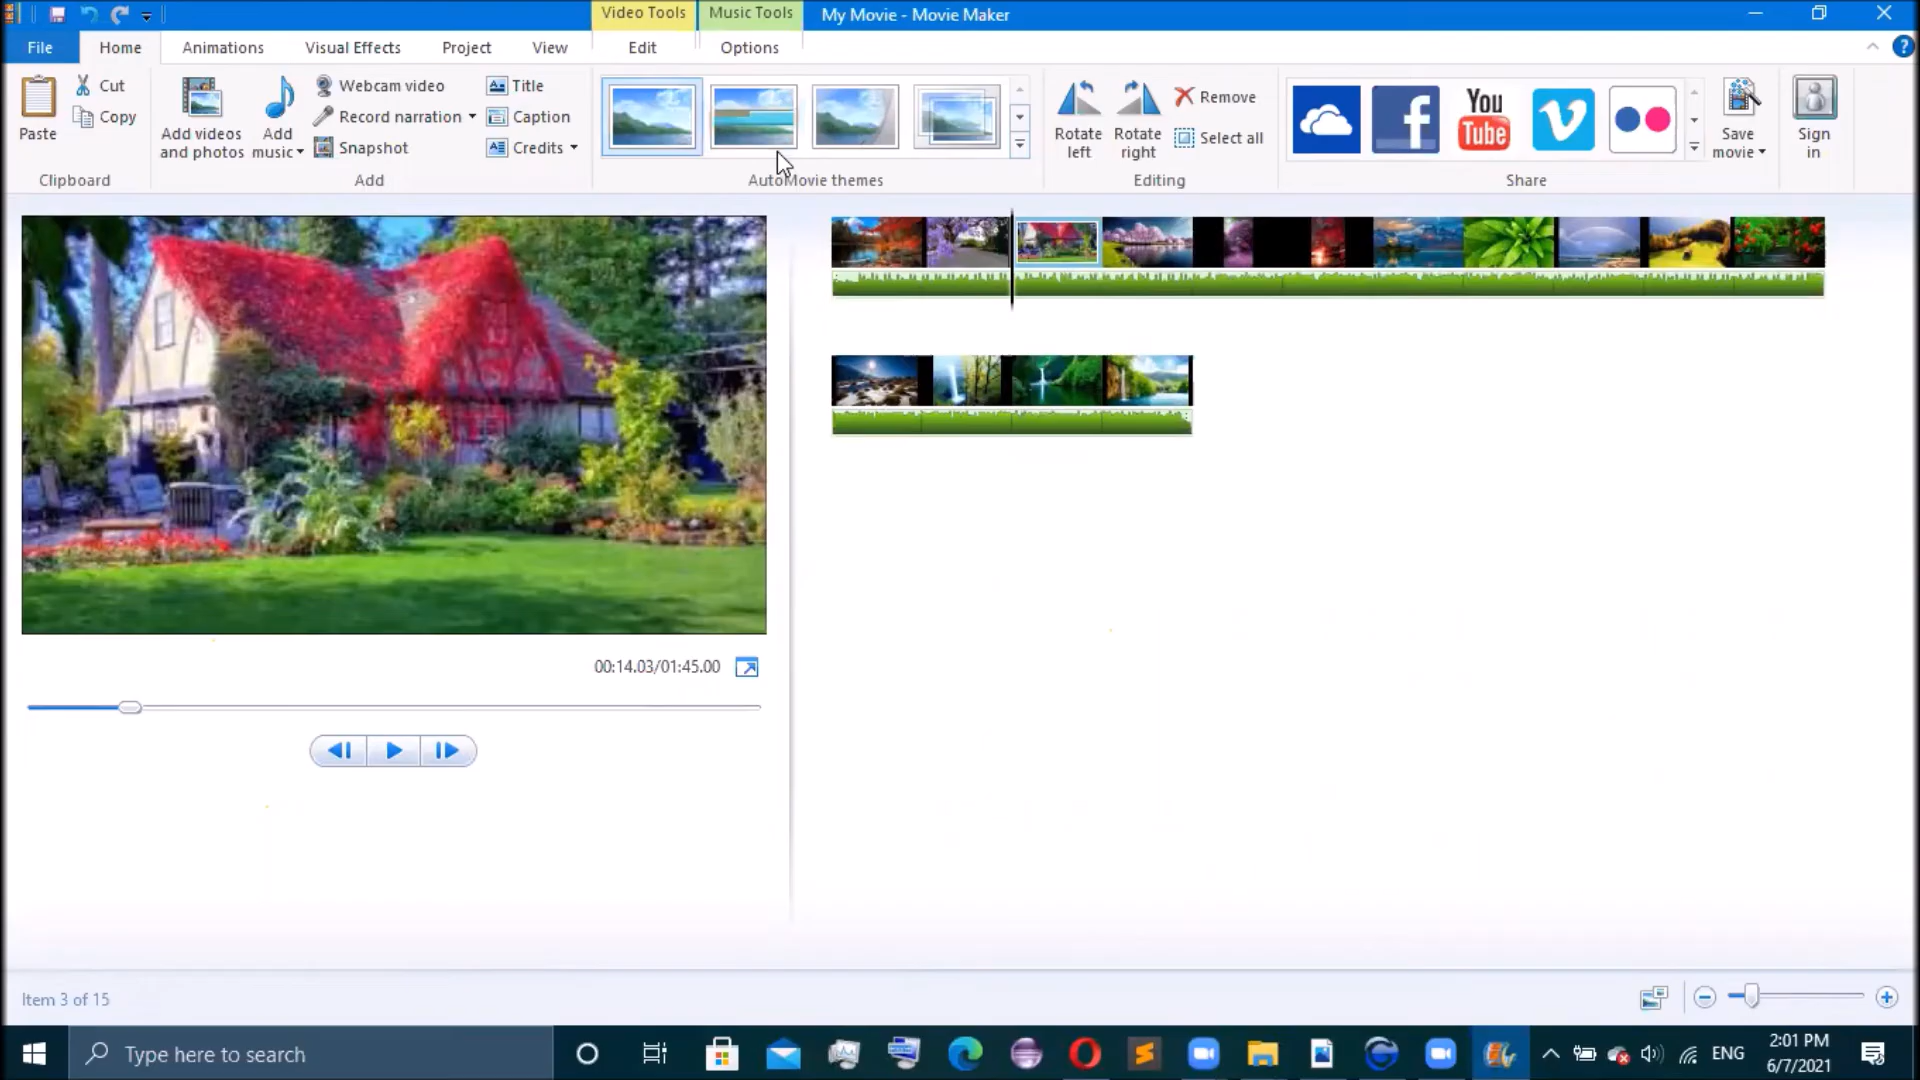 Video Tools
Music Tools
My Movie - Movie Maker
File
Home
Animations
Visual Effects
Project
View
Edit
Options
Paste
Cut
Copy
Clipboard
Add videos
and photos
Add
music
Webcam video
Record narration
Snapshot
Title
Caption
Credits
Add
AutoMovie themes
Rotate
left
Rotate
right
Remove
Select all
Editing
You
Tube
Share
Save
movie
Sign
in
00:14.03/01:45.00
Item 3 of 15
Type here to search
ENG
2:01 PM
6/7/2021